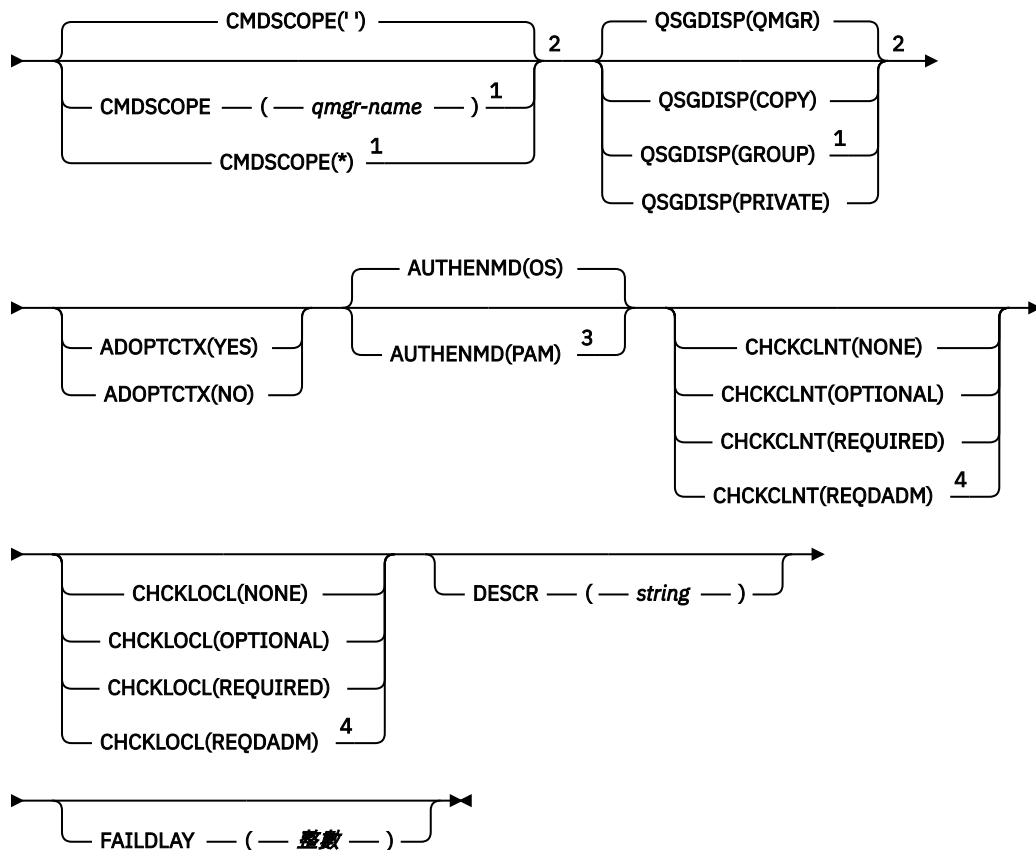 CMDSCOPE(' ')
2
CMDSCOPE ( qmgr-name ) 1
CMDSCOPE(*) 1
QSGDISP(QMGR)
2
QSGDISP(COPY)
QSGDISP(GROUP) 1
QSGDISP(PRIVATE)
ADOPTCTX(YES)
ADOPTCTX(NO)
AUTHENMD(OS)
AUTHENMD(PAM) 3
CHCKCLNT(NONE)
CHCKCLNT(OPTIONAL)
CHCKCLNT(REQUIRED)
CHCKCLNT(REQDADM) 4
CHCKLOCL(NONE)
CHCKLOCL(OPTIONAL)
CHCKLOCL(REQUIRED)
CHCKLOCL(REQDADM) 4
DESCR ( string )
FAILDLAY ( 整數 )